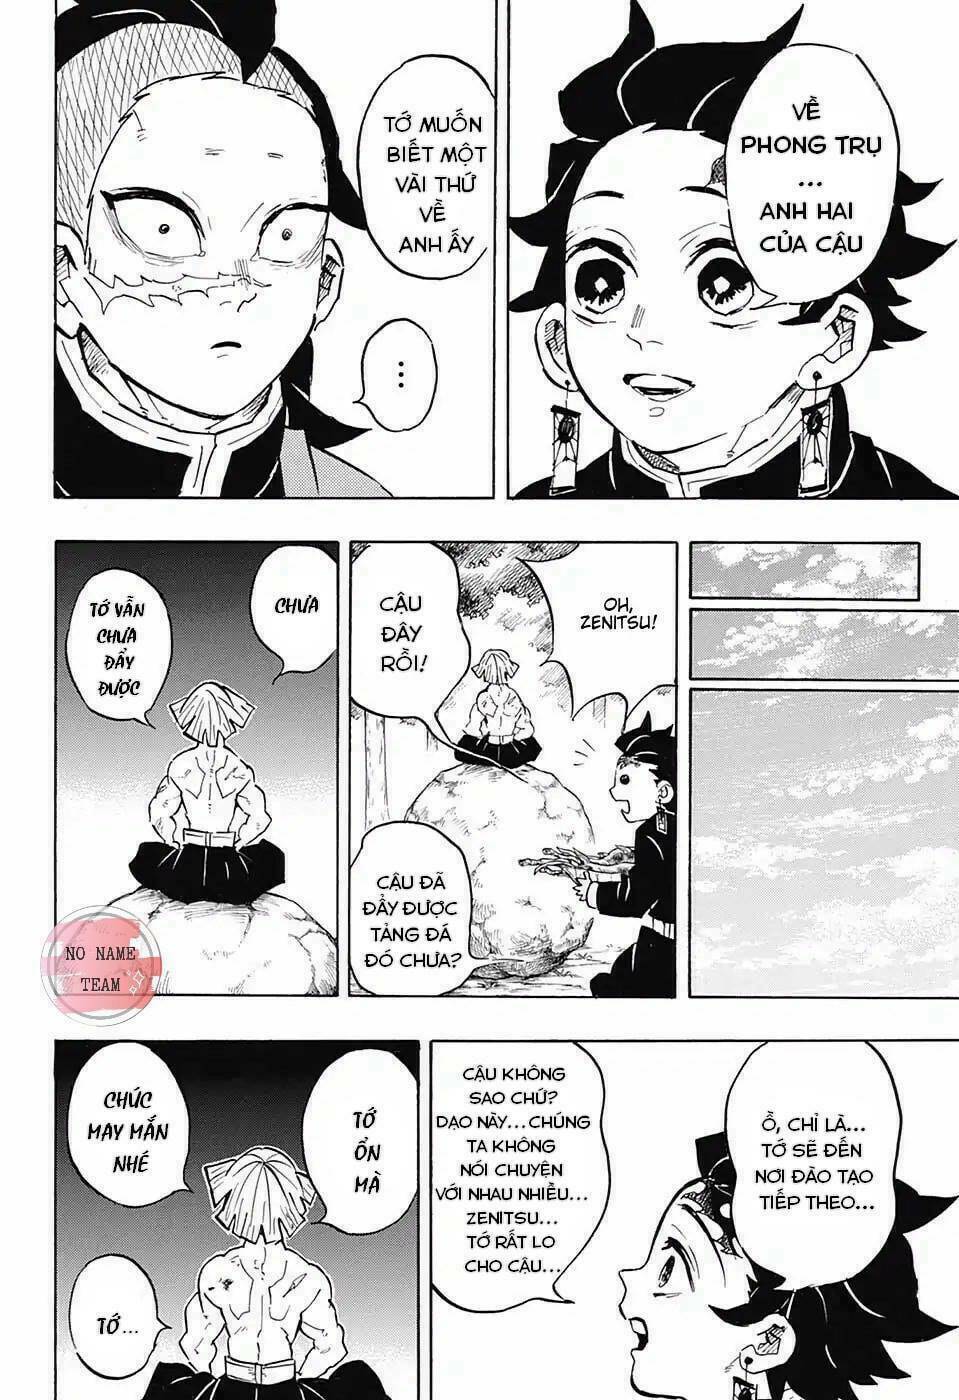 VỀ
PHONG TRỤ
...
ANH HAI
CỦA CẬU
TỚ MUỐN
BIẾT MỘT
VÀI THỨ
VỀ
ANH ẤY
...
OH,
ZENITSU!
CẬU
ĐÂY
RỒI!
CẬU ĐÃ
ĐẨY ĐƯỢC
TẢNG ĐÁ
ĐÓ CHƯA?
CHƯA
TỚ VẪN
CHƯA
ĐẨY
ĐƯỢC
NO NAME
TEAM
Ồ, CHỈ LÀ...
TỚ SẼ ĐẾN
NƠI ĐÀO TẠO
TIẾP THEO...
CẬU KHÔNG
SAO CHỨ?
DẠO NÀY...CHÚNG
TA KHÔNG
NÓI CHUYỆN
VỚI NHAU NHIỀU...
ZENITSU...
TỚ RẤT LO
CHO CẬU...
TỚ
ỔN
MÀ
CHÚC
MAY MẮN
NHÉ
TỚ...